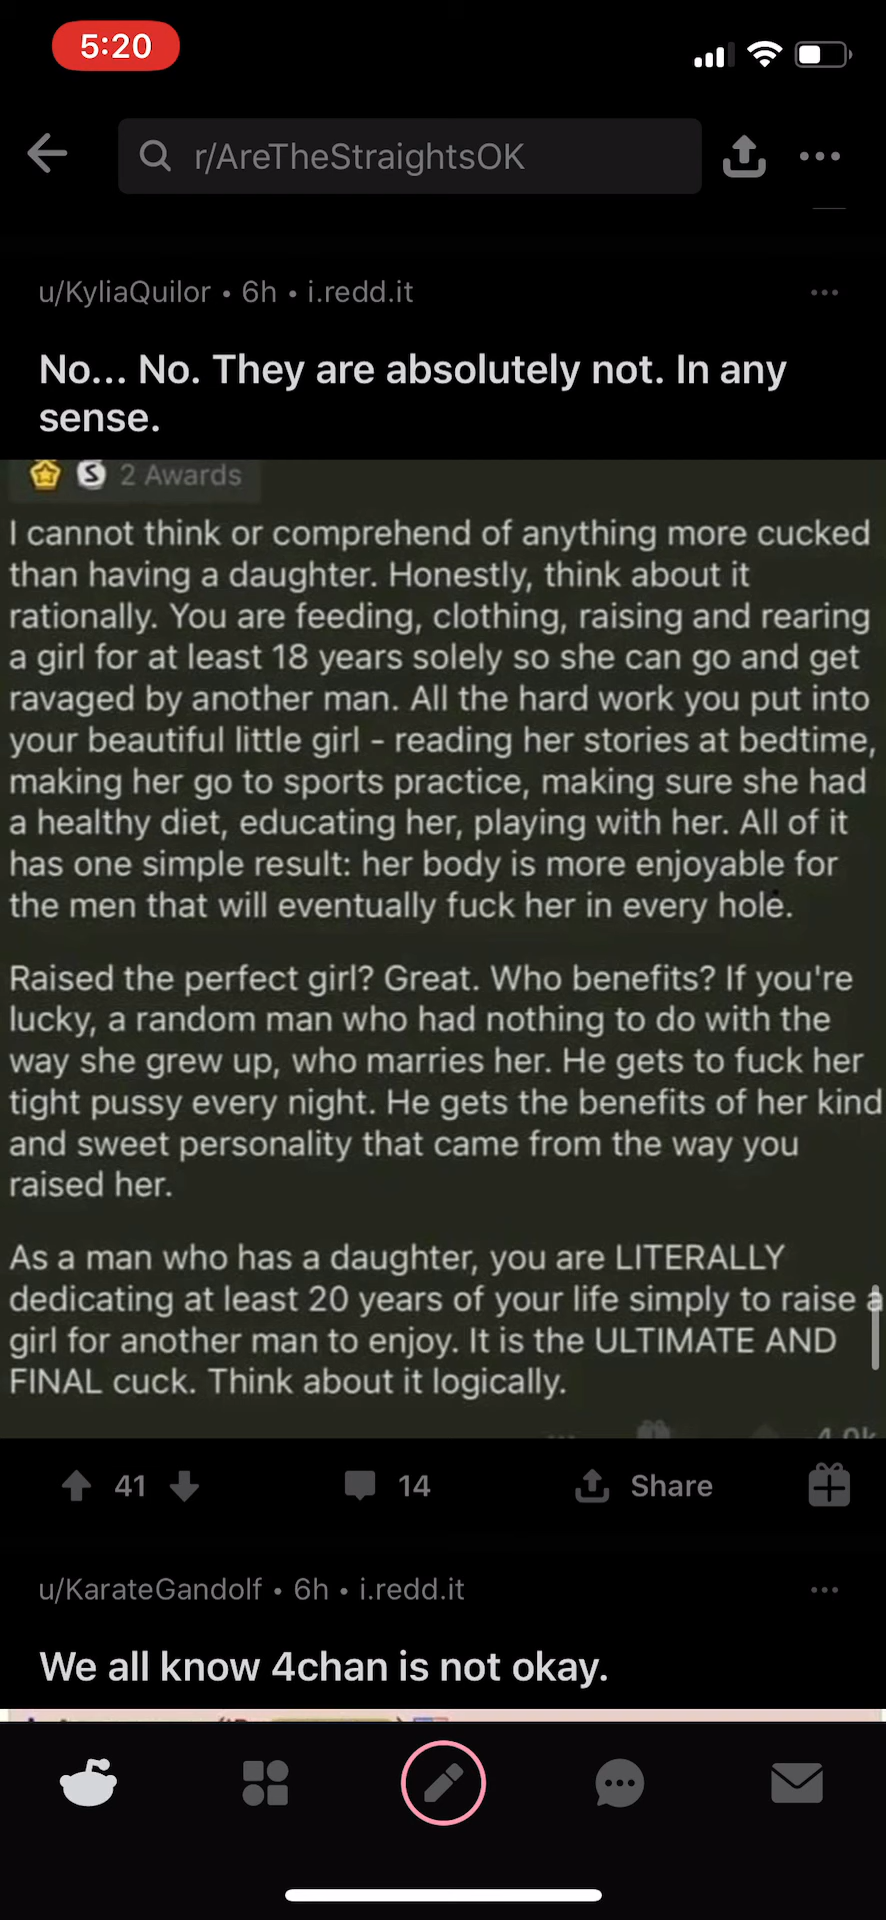 5:20
r/AreTheStraightsOK
u/KyliaQuilor • 6h • i.redd.it
No... No. They are absolutely not. In any
sense.
2 Awards
I cannot think or comprehend of anything more cucked
than having a daughter. Honestly, think about it
rationally. You are feeding, clothing, raising and rearing
a girl for at least 18 years solely so she can go and get
ravaged by another man. All the hard work you put into
your beautiful little girl - reading her stories at bedtime,
making her go to sports practice, making sure she had
a healthy diet, educating her, playing with her. All of it
has one simple result: her body is more enjoyable for
the men that will eventually fuck her in every hole.
Raised the perfect girl? Great. Who benefits? If you're
lucky, a random man who had nothing to do with the
way she grew up, who marries her. He gets to fuck her
tight pussy every night. He gets the benefits of her kind
and sweet personality that came from the way you
raised her.
As a man who has a daughter, you are LITERALLY
dedicating at least 20 years of your life simply to raise a
girl for another man to enjoy. It is the ULTIMATE AND
FINAL cuck. Think about it logically.
41 14 Share
u/KarateGandolf • 6h • i.redd.it
We all know 4chan is not okay.